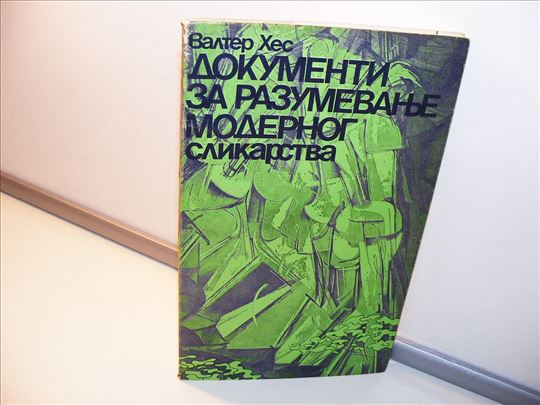 Валтер Хес
ДОКУМЕНТИ
ЗА РАЗУМЕВАЊЕ
МОДЕРНОГ
сликарства